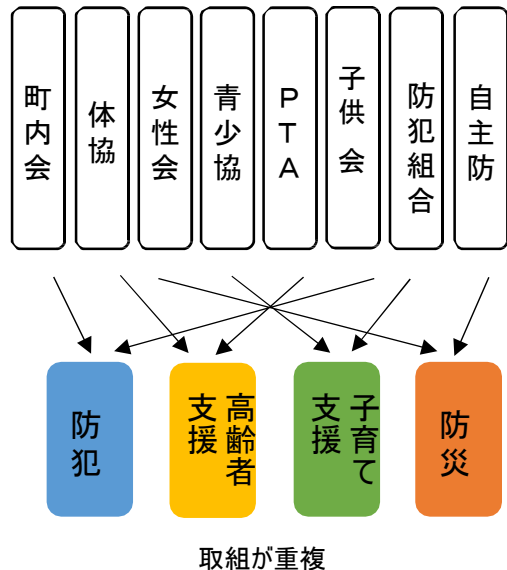 町内会
体協
女性会
青少協
PTA
子供会
防犯組合
自主防
防犯
高齢者
支援
子育て
支援
防災
取組が重複